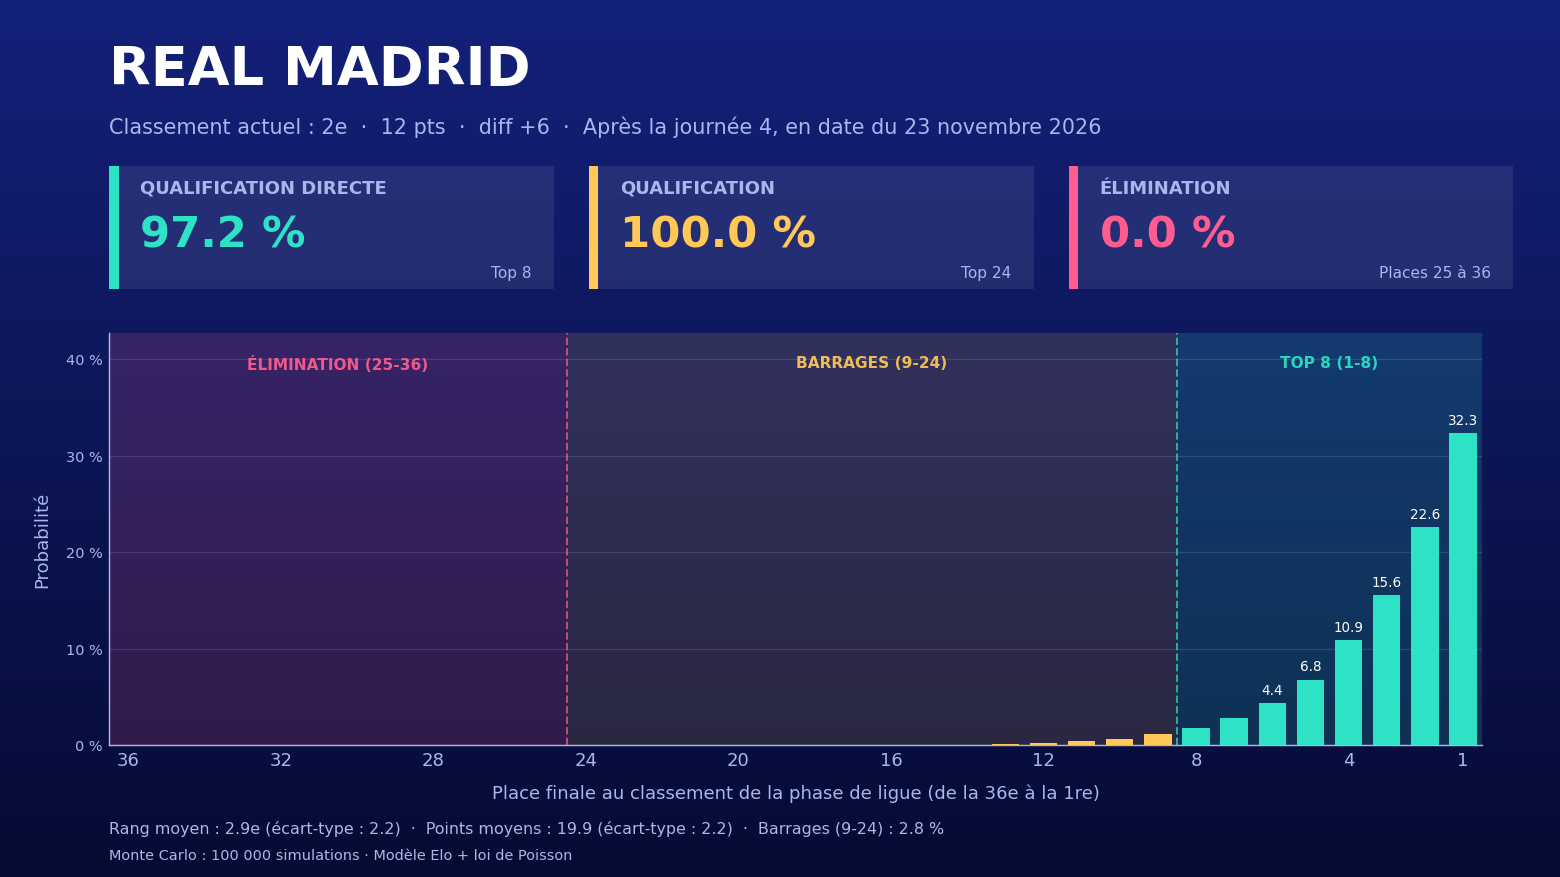 REAL MADRID
Classement actuel : 2e · 12 pts · diff +6 · Après la journée 4, en date du 23 novembre 2026
QUALIFICATION DIRECTE
97.2 %
Top 8
QUALIFICATION
100.0 %
Top 24
ÉLIMINATION
0.0 %
Places 25 à 36
ÉLIMINATION (25-36)
BARRAGES (9-24)
TOP 8 (1-8)
Probabilité
40 %
30 %
20 %
10 %
0 %
4.4
6.8
10.9
15.6
22.6
32.3
36 32 28 24 20 16 12 8 4 1
Place finale au classement de la phase de ligue (de la 36e à la 1re)
Rang moyen : 2.9e (écart-type : 2.2) · Points moyens : 19.9 (écart-type : 2.2) · Barrages (9-24) : 2.8 %
Monte Carlo : 100 000 simulations · Modèle Elo + loi de Poisson